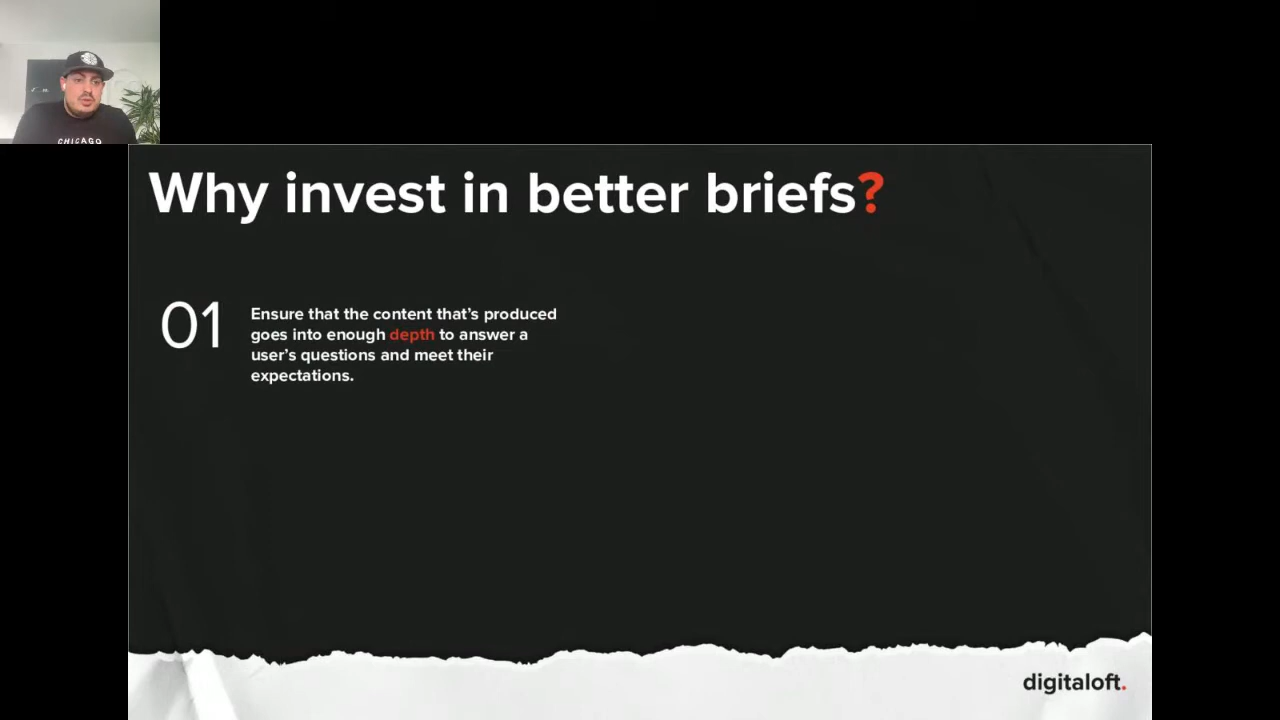 CHICAGO
Why invest in better briefs?
01
Ensure that the content that's produced
goes into enough depth to answer a
user's questions and meet their
expectations.
digitaloft.